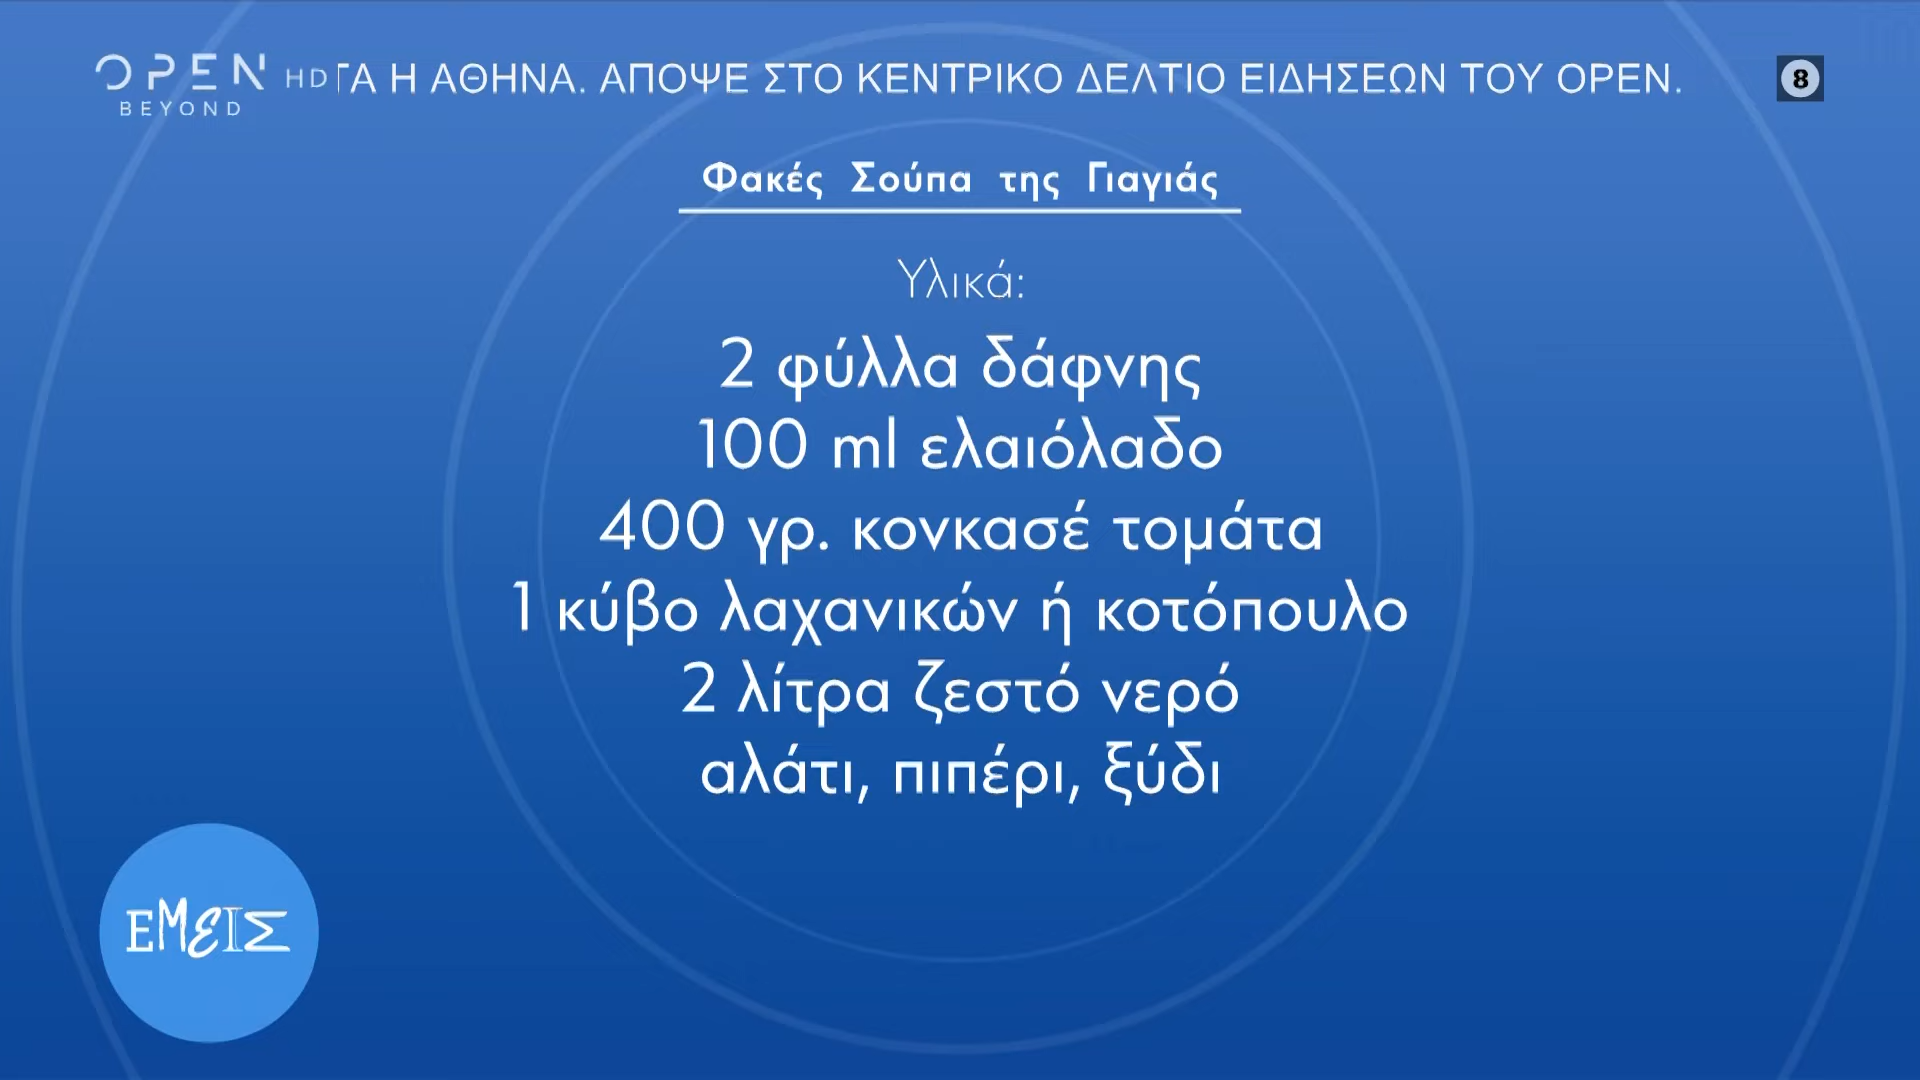 OPEN HD ΤΑ Η ΑΘΗΝΑ. ΑΠΟΨΕ ΣΤΟ ΚΕΝΤΡΙΚΟ ΔΕΛΤΙΟ ΕΙΔΗΣΕΩΝ ΤΟΥ OPEN. 8
BEYOND
Φακές Σούπα της Γιαγιάς
Υλικά:
2 φύλλα δάφνης
100 ml ελαιόλαδο
400 γρ. κονκασέ τομάτα
1 κύβο λαχανικών ή κοτόπουλο
2 λίτρα ζεστό νερό
αλάτι, πιπέρι, ξύδι
ΕΜΕΙΣ